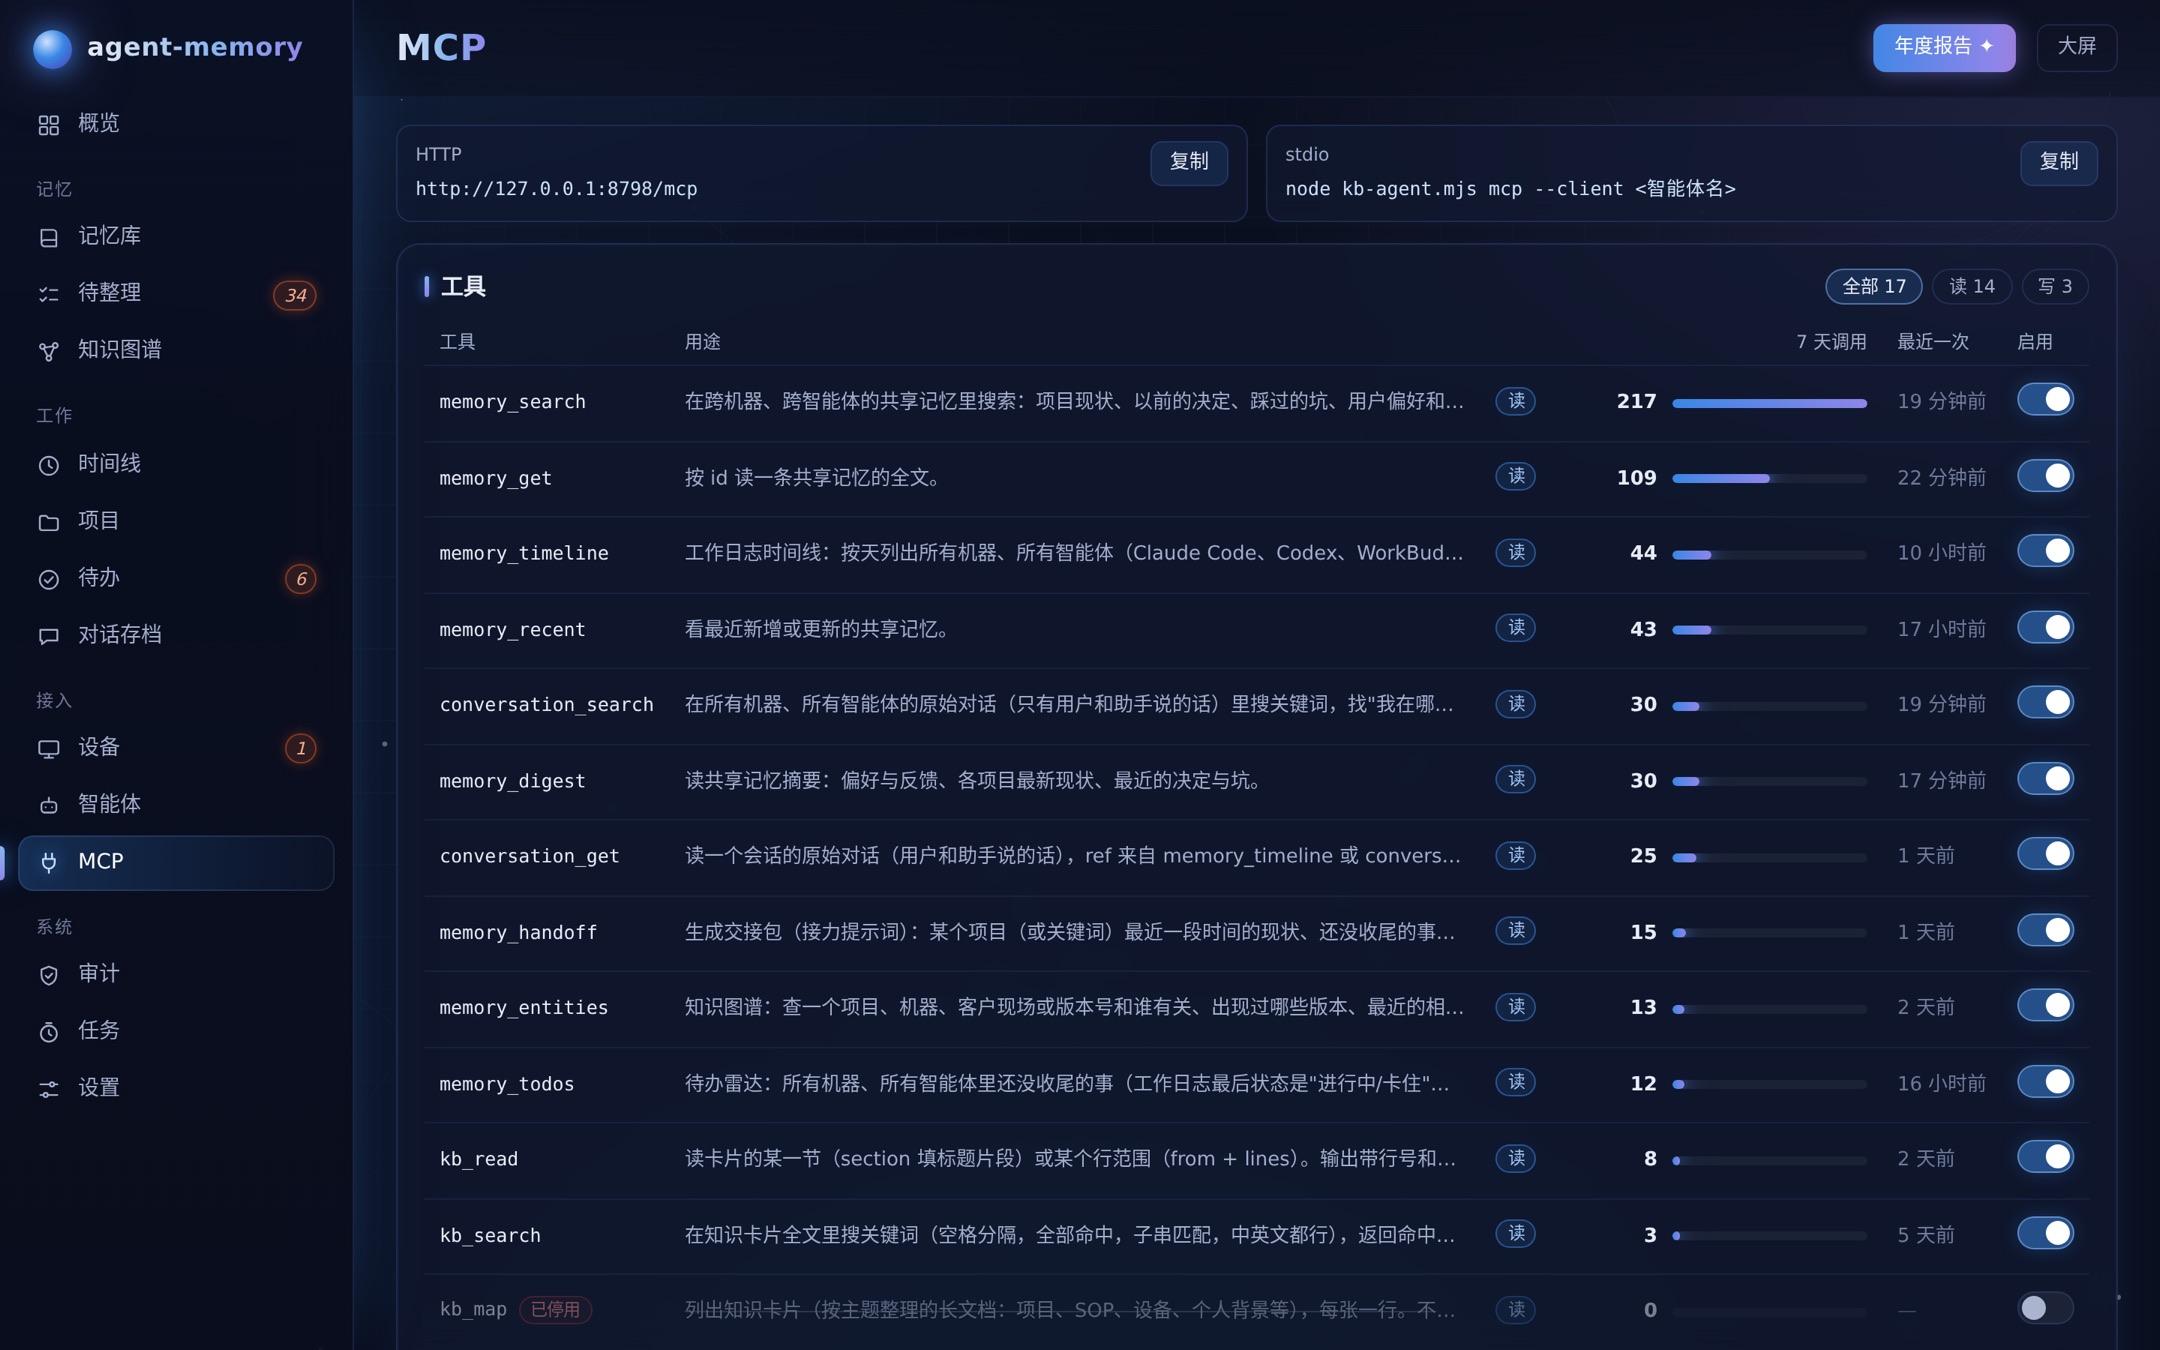 agent-memory
概览
记忆
记忆库
待整理 34
知识图谱
工作
时间线
项目
待办 6
对话存档
接入
设备 1
智能体
MCP
系统
审计
任务
设置
MCP
年度报告 ✦ 大屏
HTTP
http://127.0.0.1:8798/mcp
复制
stdio
node kb-agent.mjs mcp --client <智能体名>
复制
工具
全部 17 读 14 写 3
工具 用途 7 天调用 最近一次 启用
memory_search 在跨机器、跨智能体的共享记忆里搜索：项目现状、以前的决定、踩过的坑、用户偏好和… 读 217 19 分钟前
memory_get 按 id 读一条共享记忆的全文。 读 109 22 分钟前
memory_timeline 工作日志时间线：按天列出所有机器、所有智能体（Claude Code、Codex、WorkBud… 读 44 10 小时前
memory_recent 看最近新增或更新的共享记忆。 读 43 17 小时前
conversation_search 在所有机器、所有智能体的原始对话（只有用户和助手说的话）里搜关键词，找"我在哪… 读 30 19 分钟前
memory_digest 读共享记忆摘要：偏好与反馈、各项目最新现状、最近的决定与坑。 读 30 17 分钟前
conversation_get 读一个会话的原始对话（用户和助手说的话），ref 来自 memory_timeline 或 convers… 读 25 1 天前
memory_handoff 生成交接包（接力提示词）：某个项目（或关键词）最近一段时间的现状、还没收尾的事… 读 15 1 天前
memory_entities 知识图谱：查一个项目、机器、客户现场或版本号和谁有关、出现过哪些版本、最近的相… 读 13 2 天前
memory_todos 待办雷达：所有机器、所有智能体里还没收尾的事（工作日志最后状态是"进行中/卡住"… 读 12 16 小时前
kb_read 读卡片的某一节（section 填标题片段）或某个行范围（from + lines）。输出带行号和… 读 8 2 天前
kb_search 在知识卡片全文里搜关键词（空格分隔，全部命中，子串匹配，中英文都行），返回命中… 读 3 5 天前
kb_map 已停用 列出知识卡片（按主题整理的长文档：项目、SOP、设备、个人背景等），每张一行。不… 读 0 —